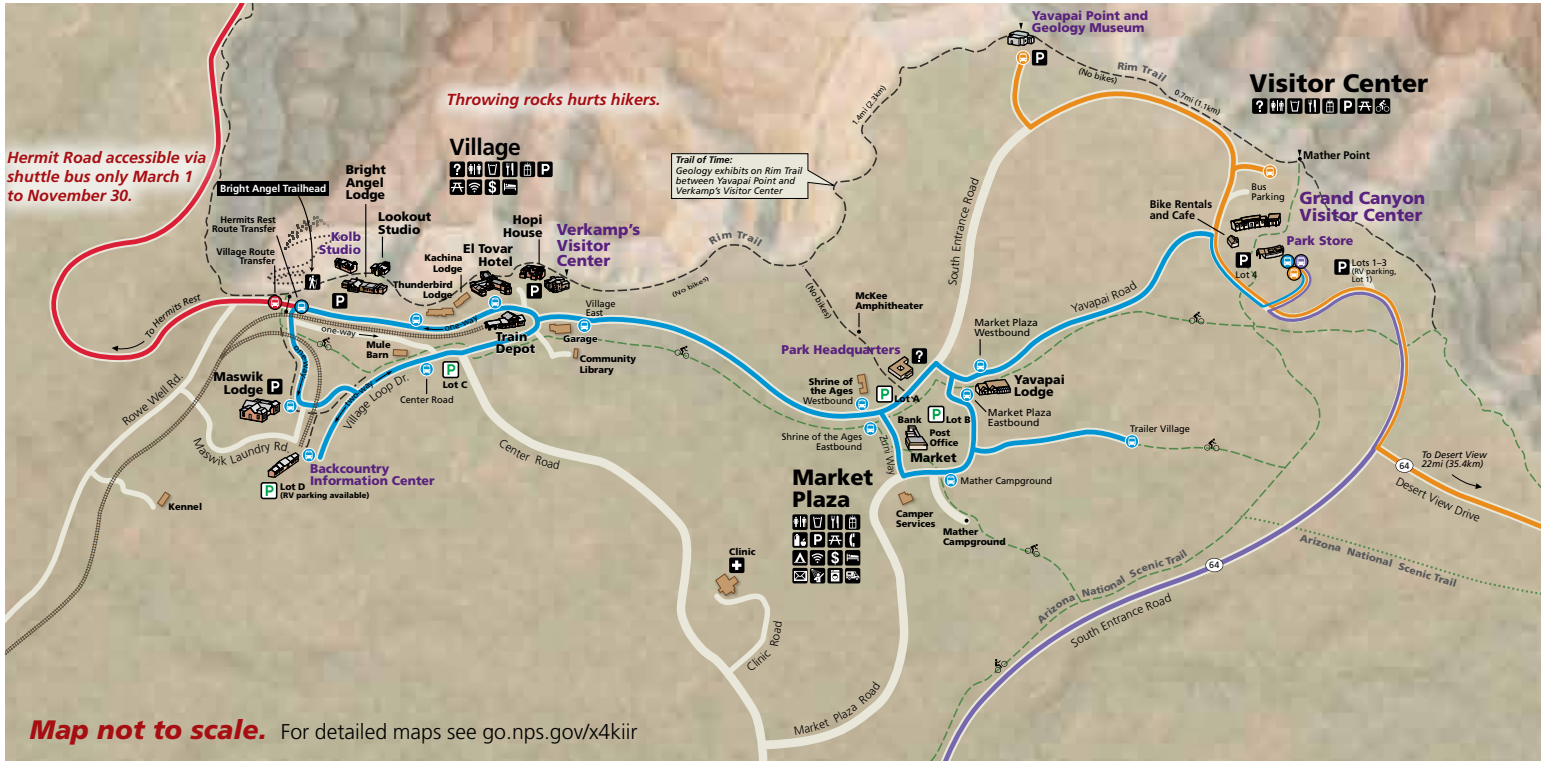 Yavapai Point and
Geology Museum
Rim Trail
(No bikes)
0.7mi (1.1km)
1.4mi (2.3km)
Visitor Center
Throwing rocks hurts hikers.
Hermit Road accessible via
shuttle bus only March 1
to November 30.
Village
Trail of Time:
Geology exhibits on Rim Trail
between Yavapai Point and
Verkamp's Visitor Center
Mather Point
Bus
Parking
Bike Rentals
and Cafe
Grand Canyon
Visitor Center
Park Store
Lot 4
Lots 1–3
(RV parking,
Lot 1)
Bright Angel Trailhead
Bright
Angel
Lodge
Hermits Rest
Route Transfer
Village Route
Transfer
Kolb
Studio
Lookout
Studio
Hopi
House
El Tovar
Hotel
Kachina
Lodge
Thunderbird
Lodge
Verkamp's
Visitor
Center
Rim Trail
(No bikes)
(No bikes)
South Entrance Road
Yavapai Road
McKee
Amphitheater
To Hermits Rest
one-way
one-way
one-way
two-way
Village
East
Train
Depot
Garage
Community
Library
Mule
Barn
Lot C
Center Road
Village Loop Dr.
Maswik
Lodge
Rowe Well Rd.
Maswik Laundry Rd.
Backcountry
Information Center
Lot D
(RV parking available)
Kennel
Center Road
Park Headquarters
Market Plaza
Westbound
Shrine of
the Ages
Westbound
Lot A
Yavapai
Lodge
Market Plaza
Eastbound
Bank
Lot B
Post
Office
Market
Shrine of the Ages
Eastbound
Zuni Way
Trailer Village
Mather Campground
Market
Plaza
Camper
Services
Mather
Campground
Clinic
Clinic Road
Market Plaza Road
64
To Desert View
22mi (35.4km)
Desert View Drive
Arizona National Scenic Trail
Arizona National Scenic Trail
64
South Entrance Road
Map not to scale. For detailed maps see go.nps.gov/x4kiir